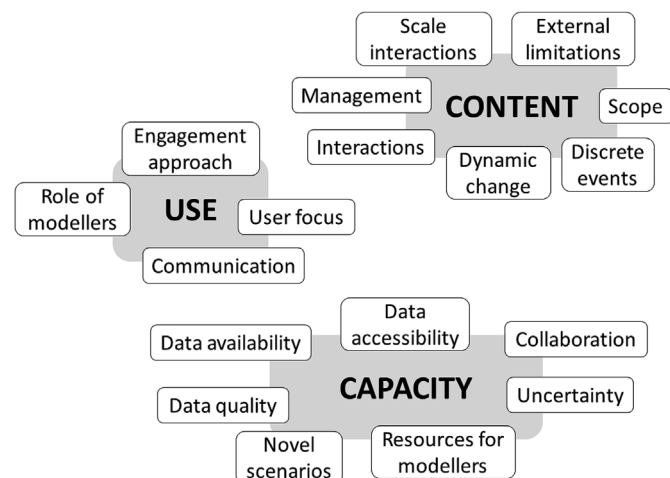 Scale
interactions
External
limitations
Management
CONTENT
Scope
Interactions
Dynamic
change
Discrete
events
Engagement
approach
Role of
modellers
USE
User focus
Communication
Data
accessibility
Data availability
Collaboration
CAPACITY
Data quality
Uncertainty
Novel
scenarios
Resources for
modellers